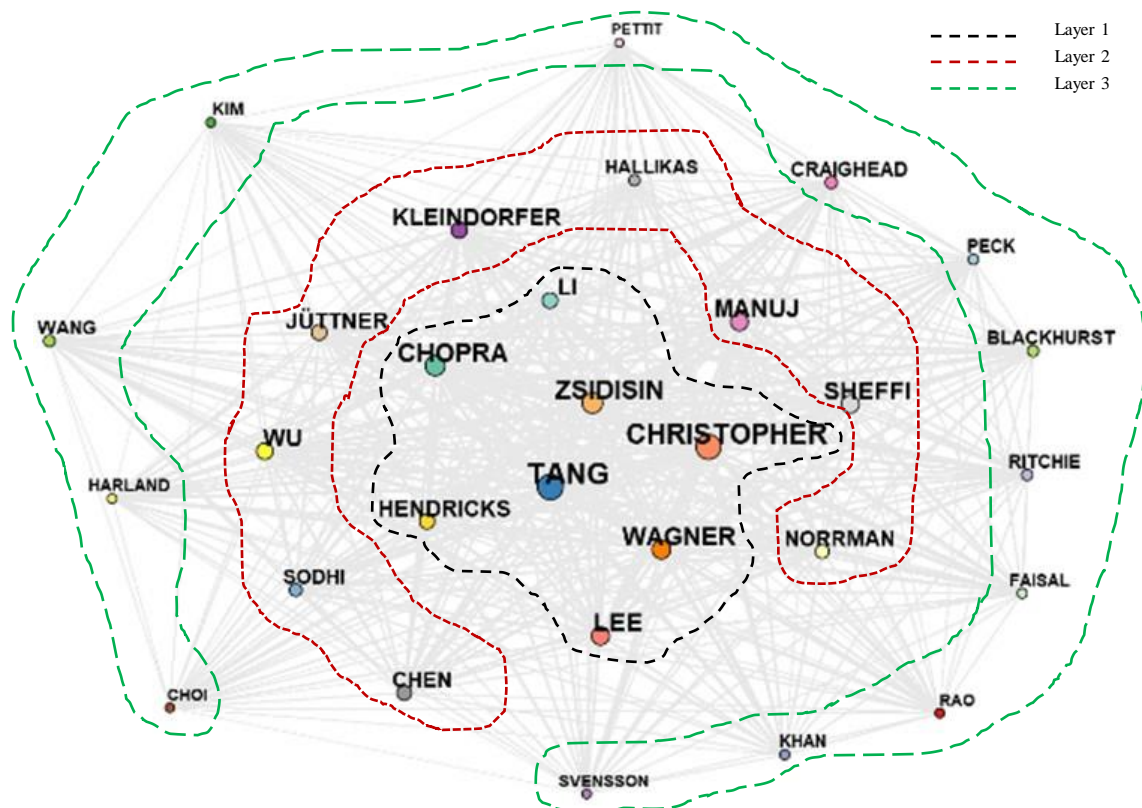 PETTIT
Layer 1
Layer 2
Layer 3
KIM
HALLIKAS
CRAIGHEAD
KLEINDORFER
PECK
LI
MANUJ
JÜTTNER
WANG
BLACKHURST
CHOPRA
ZSIDISIN
SHEFFI
CHRISTOPHER
WU
RITCHIE
TANG
HARLAND
HENDRICKS
WAGNER
NORRMAN
SODHI
FAISAL
LEE
CHEN
CHOI
RAO
KHAN
SVENSSON